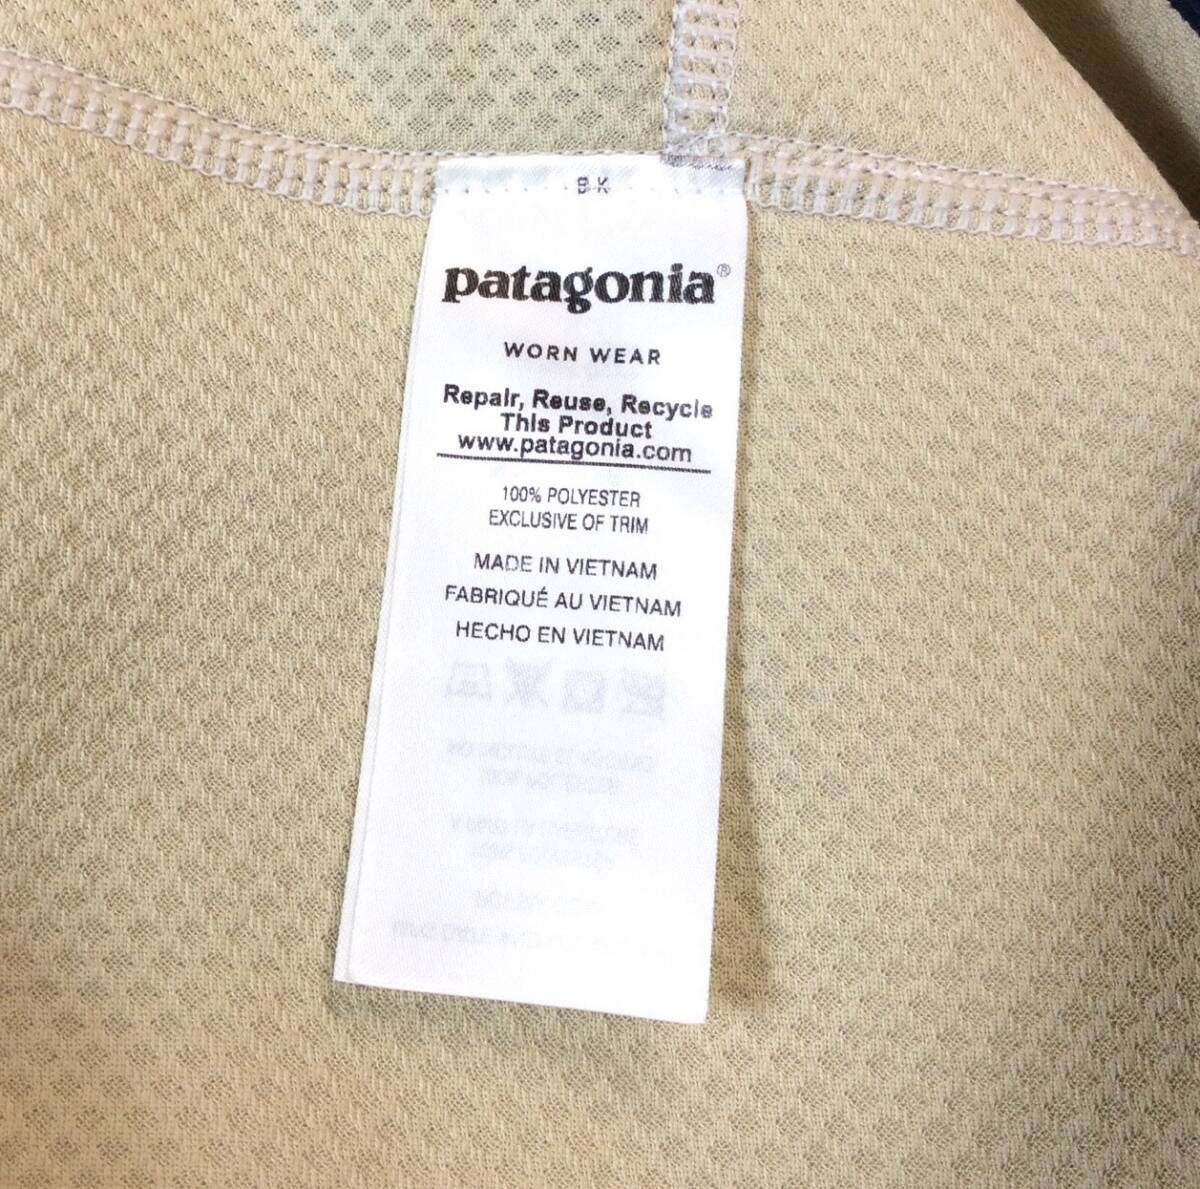 BK
patagonia®
WORN WEAR
Repair, Reuse, Recycle
This Product
www.patagonia.com
100% POLYESTER
EXCLUSIVE OF TRIM
MADE IN VIETNAM
FABRIQUÉ AU VIETNAM
HECHO EN VIETNAM